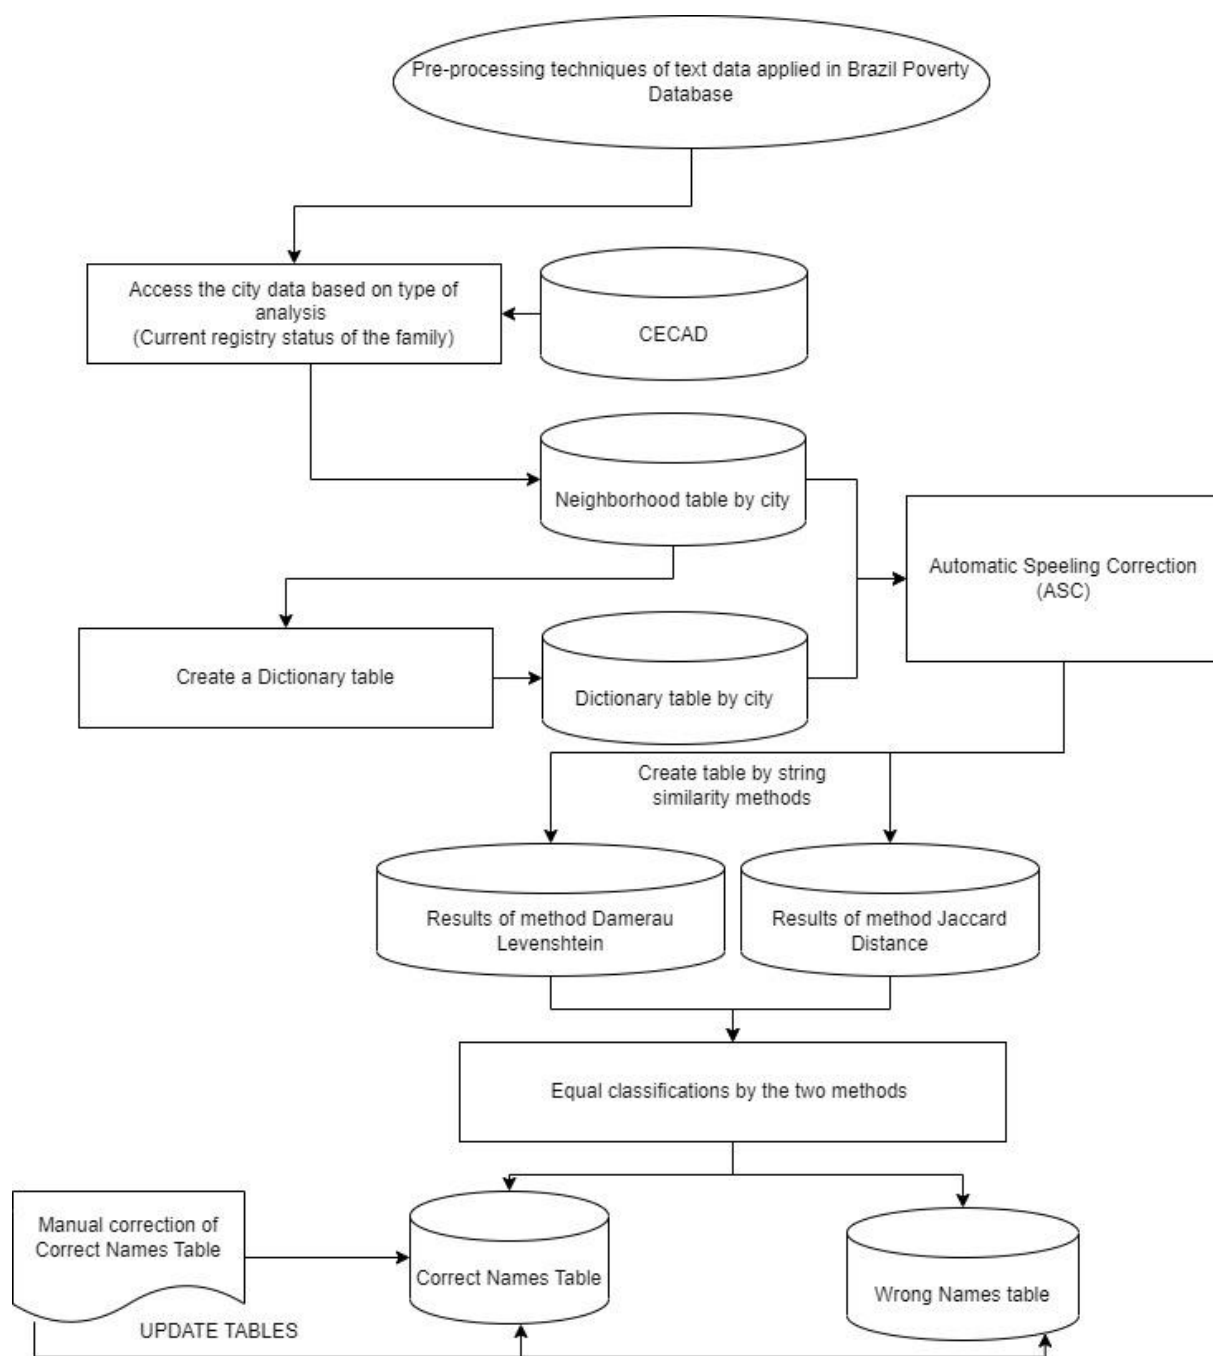 Pre-processing techniques of text data applied in Brazil Poverty
Database
Access the city data based on type of
analysis
(Current registry status of the family)
CECAD
Neighborhood table by city
Automatic Speeling Correction
(ASC)
Create a Dictionary table
Dictionary table by city
Create table by string
similarity methods
Results of method Damerau
Levenshtein
Results of method Jaccard
Distance
Equal classifications by the two methods
Manual correction of
Correct Names Table
Correct Names Table
Wrong Names table
UPDATE TABLES